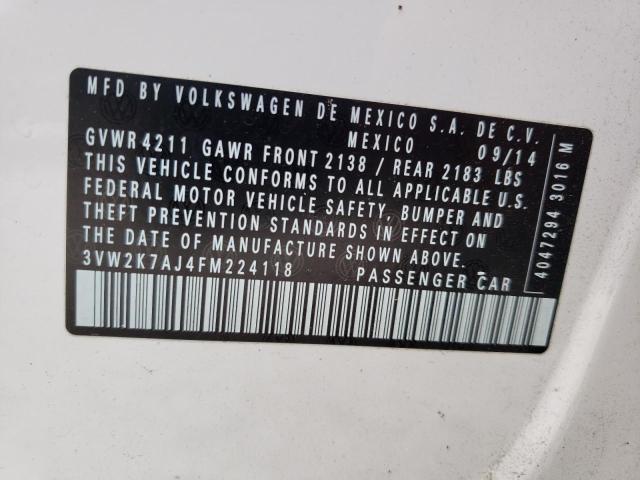 MFD BY VOLKSWAGEN DE MEXICO S.A. DE C.V.
MEXICO 09/14
GVWR 4211 GAWR FRONT 2138 / REAR 2183 LBS
THIS VEHICLE CONFORMS TO ALL APPLICABLE U.S.
FEDERAL MOTOR VEHICLE SAFETY, BUMPER AND
THEFT PREVENTION STANDARDS IN EFFECT ON
THE DATE OF MANUFACTURE SHOWN ABOVE.
3VW2K7AJ4FM224118 PASSENGER CAR
4047294 3016 M